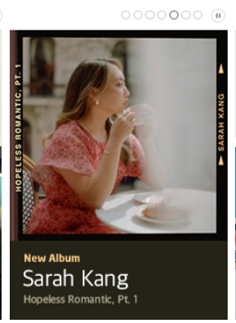 HOPELESS ROMANTIC, PT. 1
SARAH KANG
New Album
Sarah Kang
Hopeless Romantic, Pt. 1